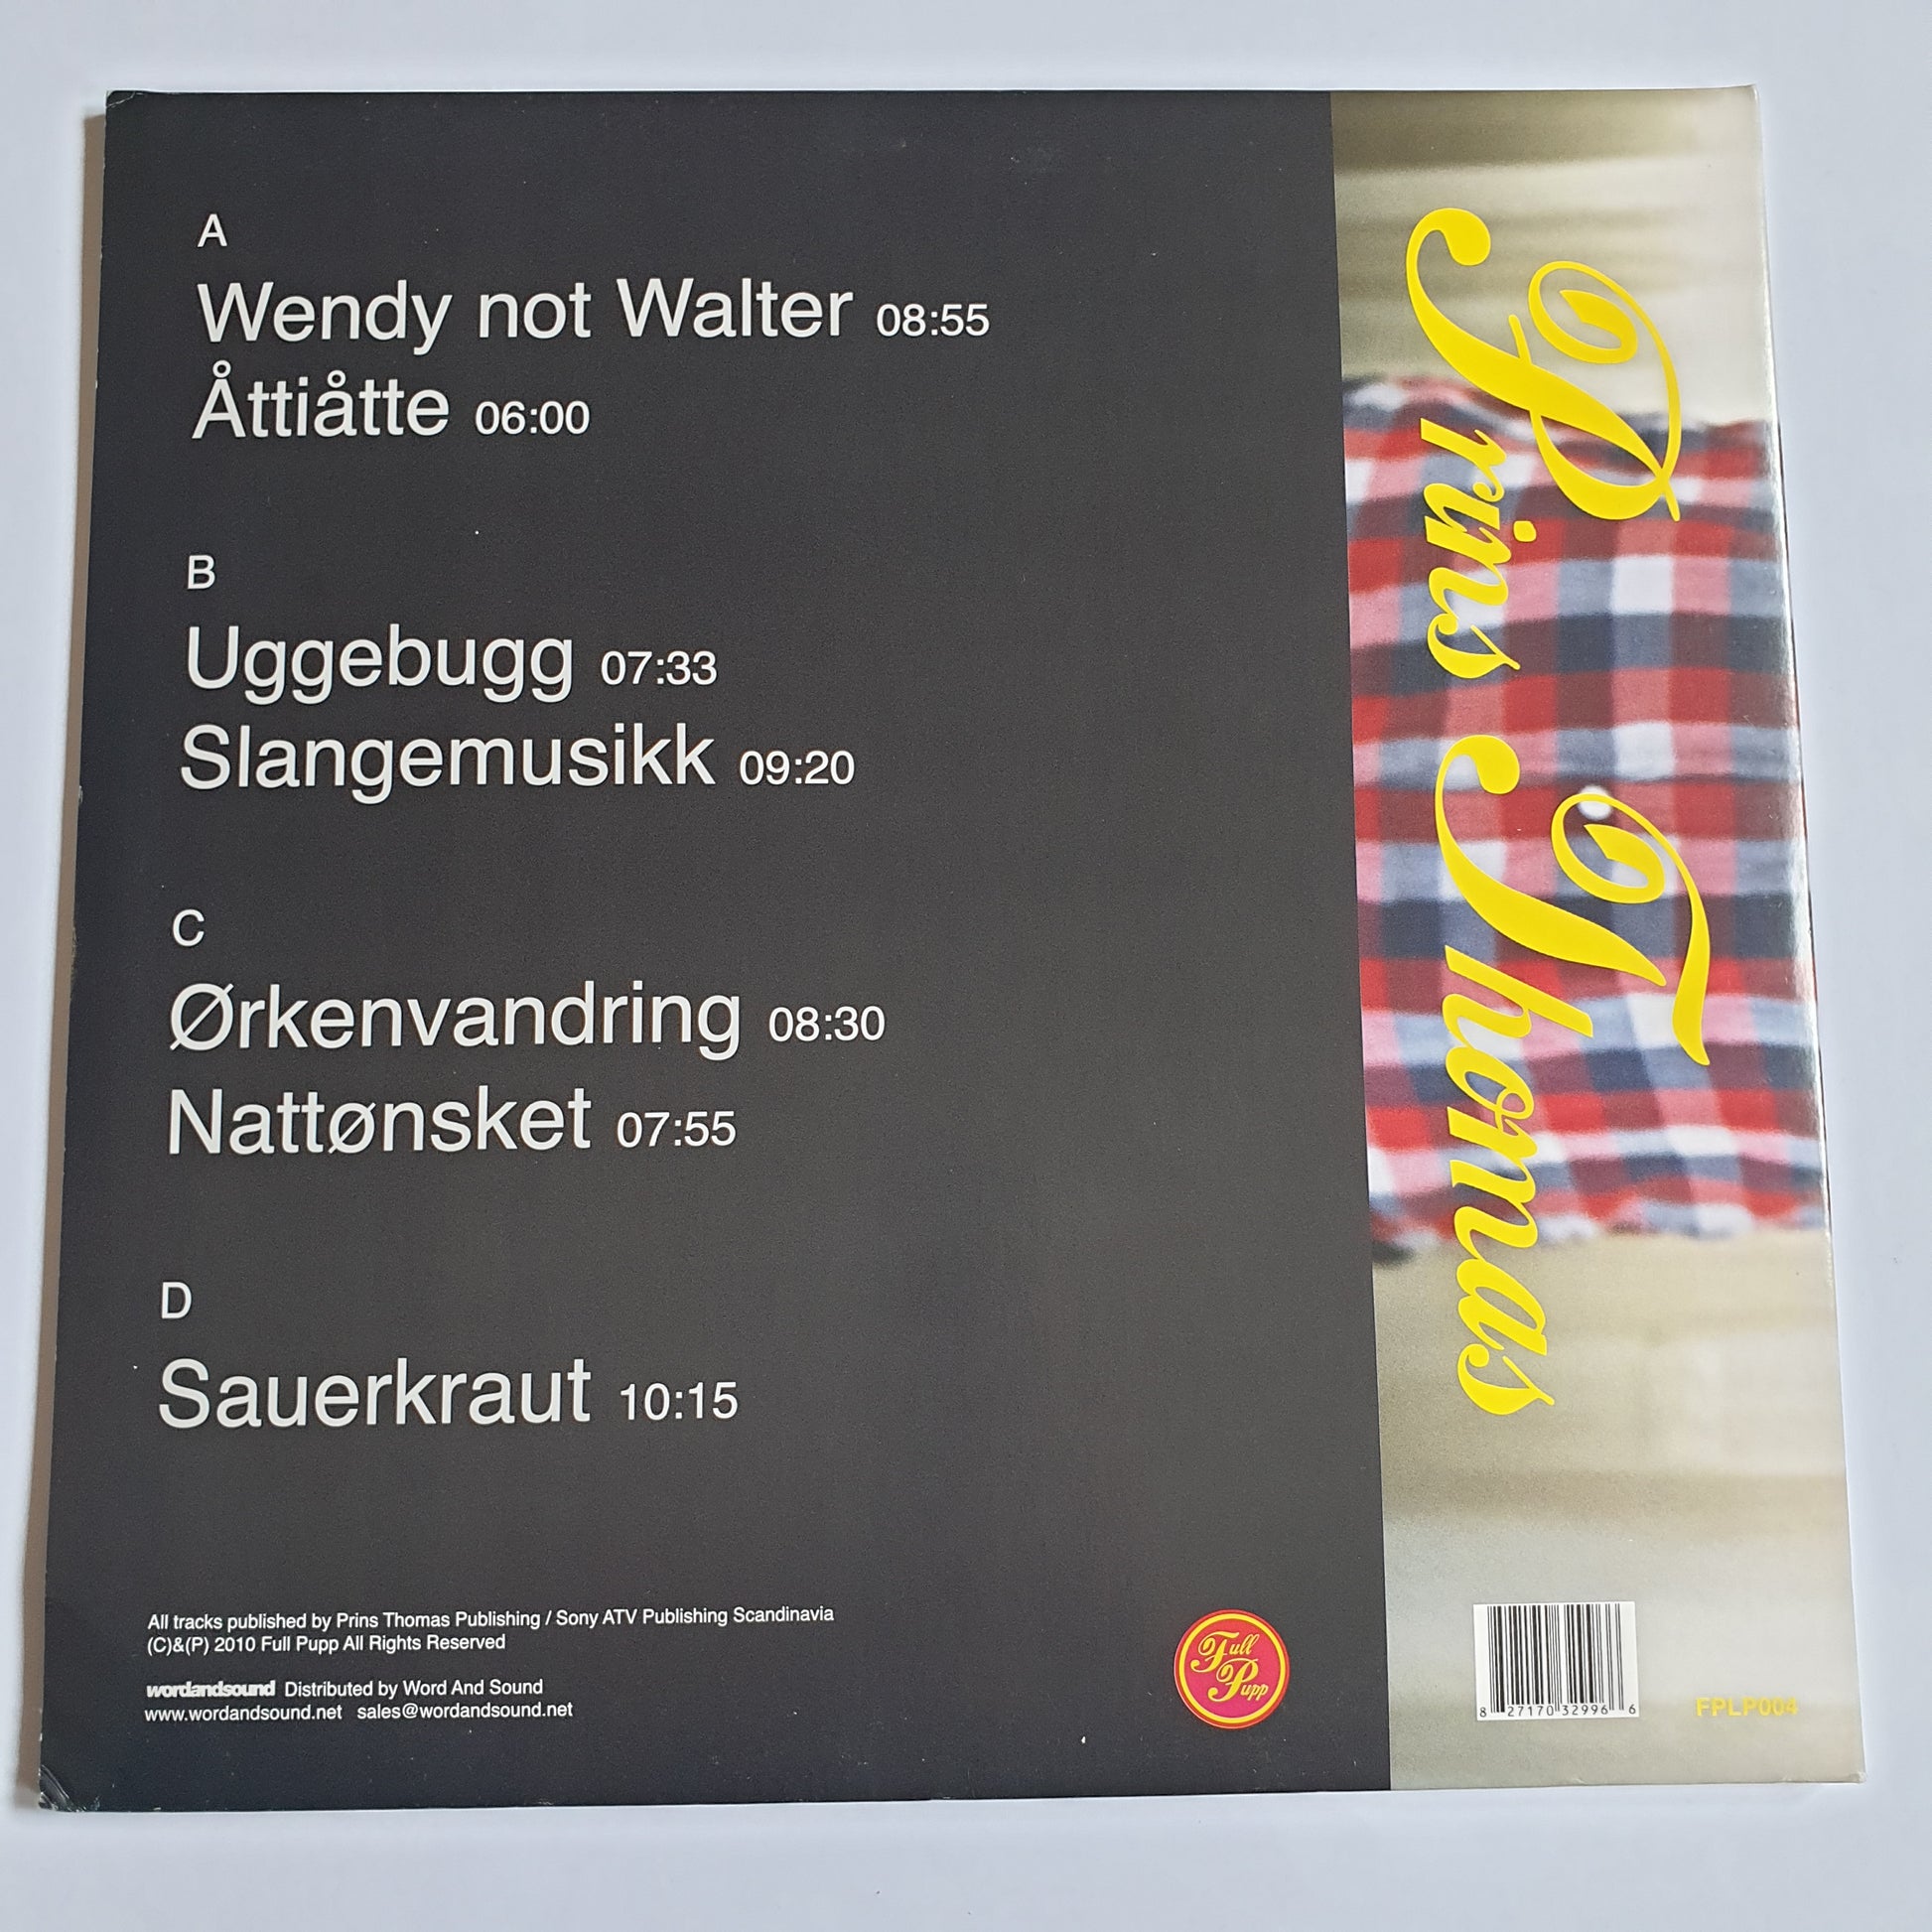 A
Wendy not Walter 08:55
Åttiåtte 06:00
B
Uggebugg 07:33
Slangemusikk 09:20
C
Ørkenvandring 08:30
Nattønsket 07:55
D
Sauerkraut 10:15
All tracks published by Prins Thomas Publishing / Sony ATV Publishing Scandinavia
(C)&(P) 2010 Full Pupp All Rights Reserved
wordandsound Distributed by Word And Sound
www.wordandsound.net sales@wordandsound.net
Full
Pupp
Prins Thomas
8 27170 32996 6
FPLP004